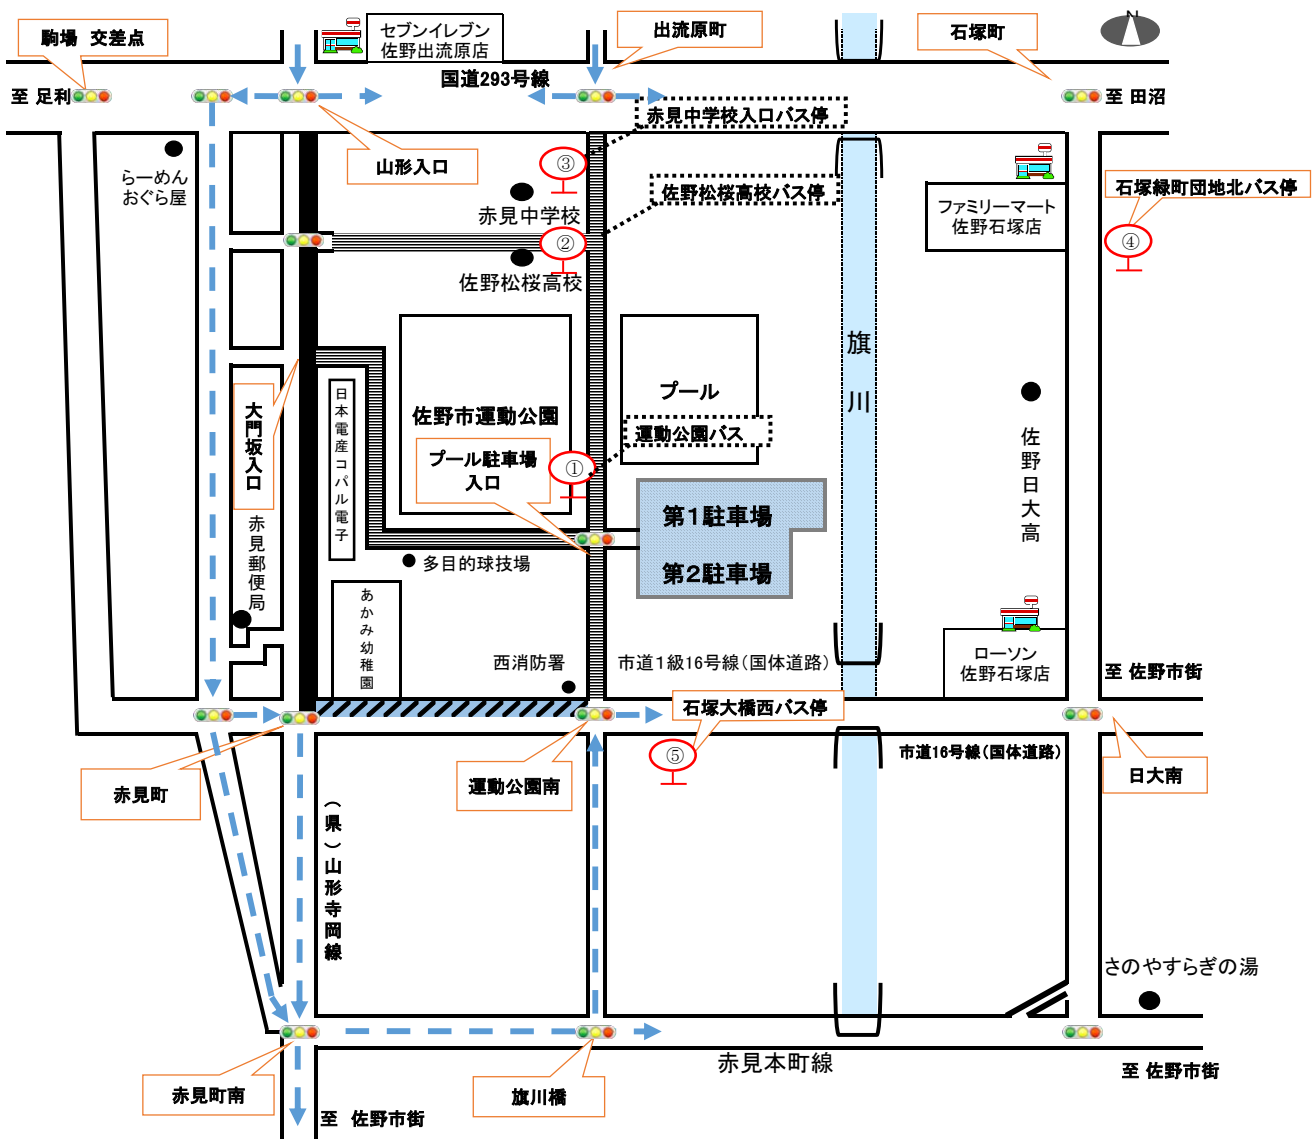 N
駒場 交差点
セブンイレブン
佐野出流原店
出流原町
石塚町
国道293号線
至 足利
至 田沼
赤見中学校入口バス停
山形入口
③
らーめん
おぐら屋
赤見中学校
佐野松桜高校バス停
石塚緑町団地北バス停
ファミリーマート
佐野石塚店
②
④
佐野松桜高校
旗川
プール
日本電産コパル電子
大門坂入口
佐野市運動公園
運動公園バス
佐野日大高
プール駐車場
入口
①
第1駐車場
赤見郵便局
多目的球技場
第2駐車場
あかみ幼稚園
西消防署
市道1級16号線(国体道路)
ローソン
佐野石塚店
至 佐野市街
石塚大橋西バス停
⑤
市道16号線(国体道路)
赤見町
運動公園南
日大南
(県)山形寺岡線
さのやすらぎの湯
赤見本町線
至 佐野市街
赤見町南
旗川橋
至 佐野市街